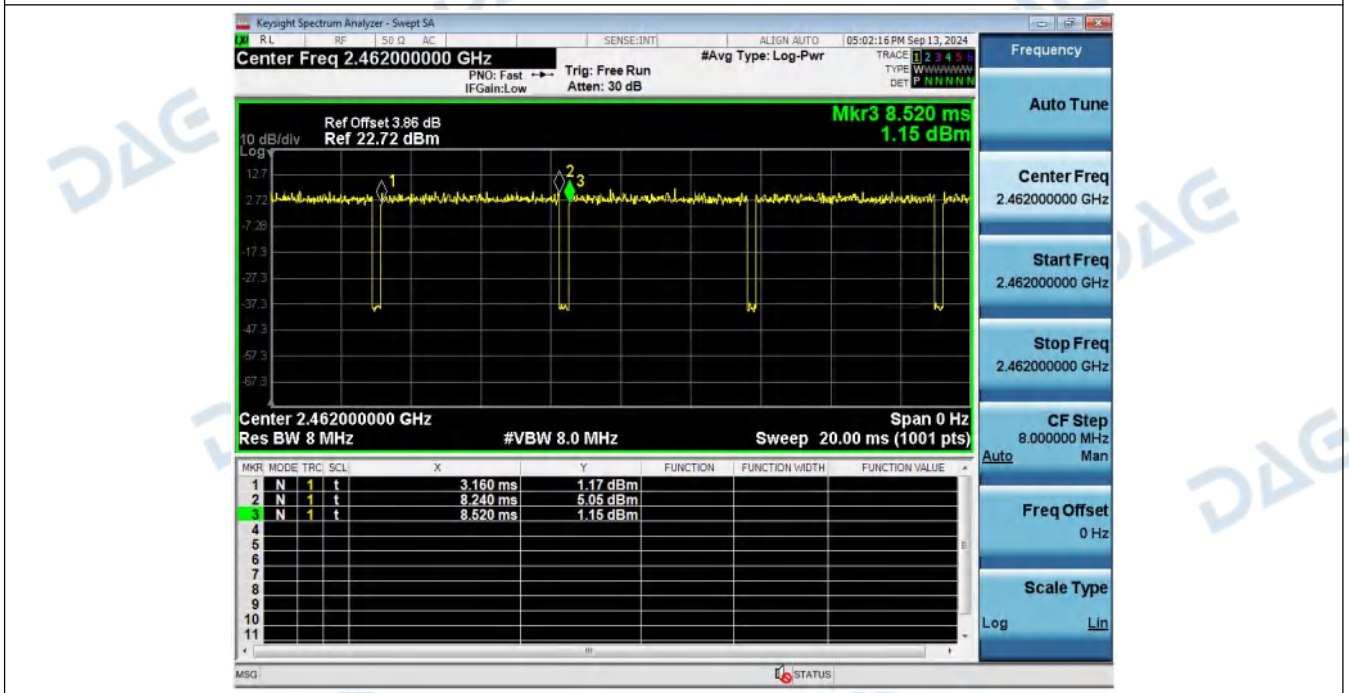 Keysight Spectrum Analyzer - Swept SA
LXI RL RF 50 Ω AC SENSE:INT ALIGN AUTO 05:02:16 PM Sep 13, 2024
Center Freq 2.462000000 GHz
PNO: Fast
IFGain:Low
Trig: Free Run
Atten: 30 dB
#Avg Type: Log-Pwr
TRACE 1 2 3 4 5 6
TYPE WWWWWW
DET P N N N N N
Frequency
Auto Tune
Center Freq
2.462000000 GHz
Start Freq
2.462000000 GHz
Stop Freq
2.462000000 GHz
CF Step
8.000000 MHz
Auto Man
Freq Offset
0 Hz
Scale Type
Log Lin
Mkr3 8.520 ms
1.15 dBm
Ref Offset 3.86 dB
10 dB/div Ref 22.72 dBm
Log
12.7
2.72
-7.28
-17.3
-27.3
-37.3
-47.3
-57.3
-67.3
1
2
3
Center 2.462000000 GHz Span 0 Hz
Res BW 8 MHz #VBW 8.0 MHz Sweep 20.00 ms (1001 pts)
MKR MODE TRC SCL X Y FUNCTION FUNCTION WIDTH FUNCTION VALUE
1 N 1 t 3.160 ms 1.17 dBm
2 N 1 t 8.240 ms 5.05 dBm
3 N 1 t 8.520 ms 1.15 dBm
4
5
6
7
8
9
10
11
MSG STATUS
DAG
DAG
DAG